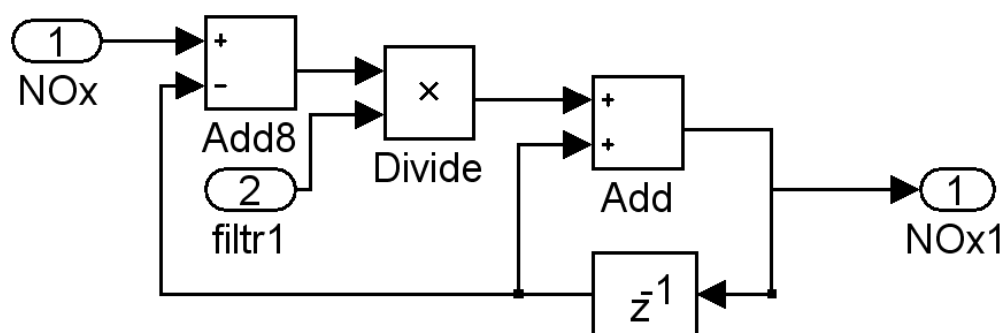 1
NOx
+
-
Add8
2
filtr1
×
Divide
+
+
Add
z-1
1
NOx1